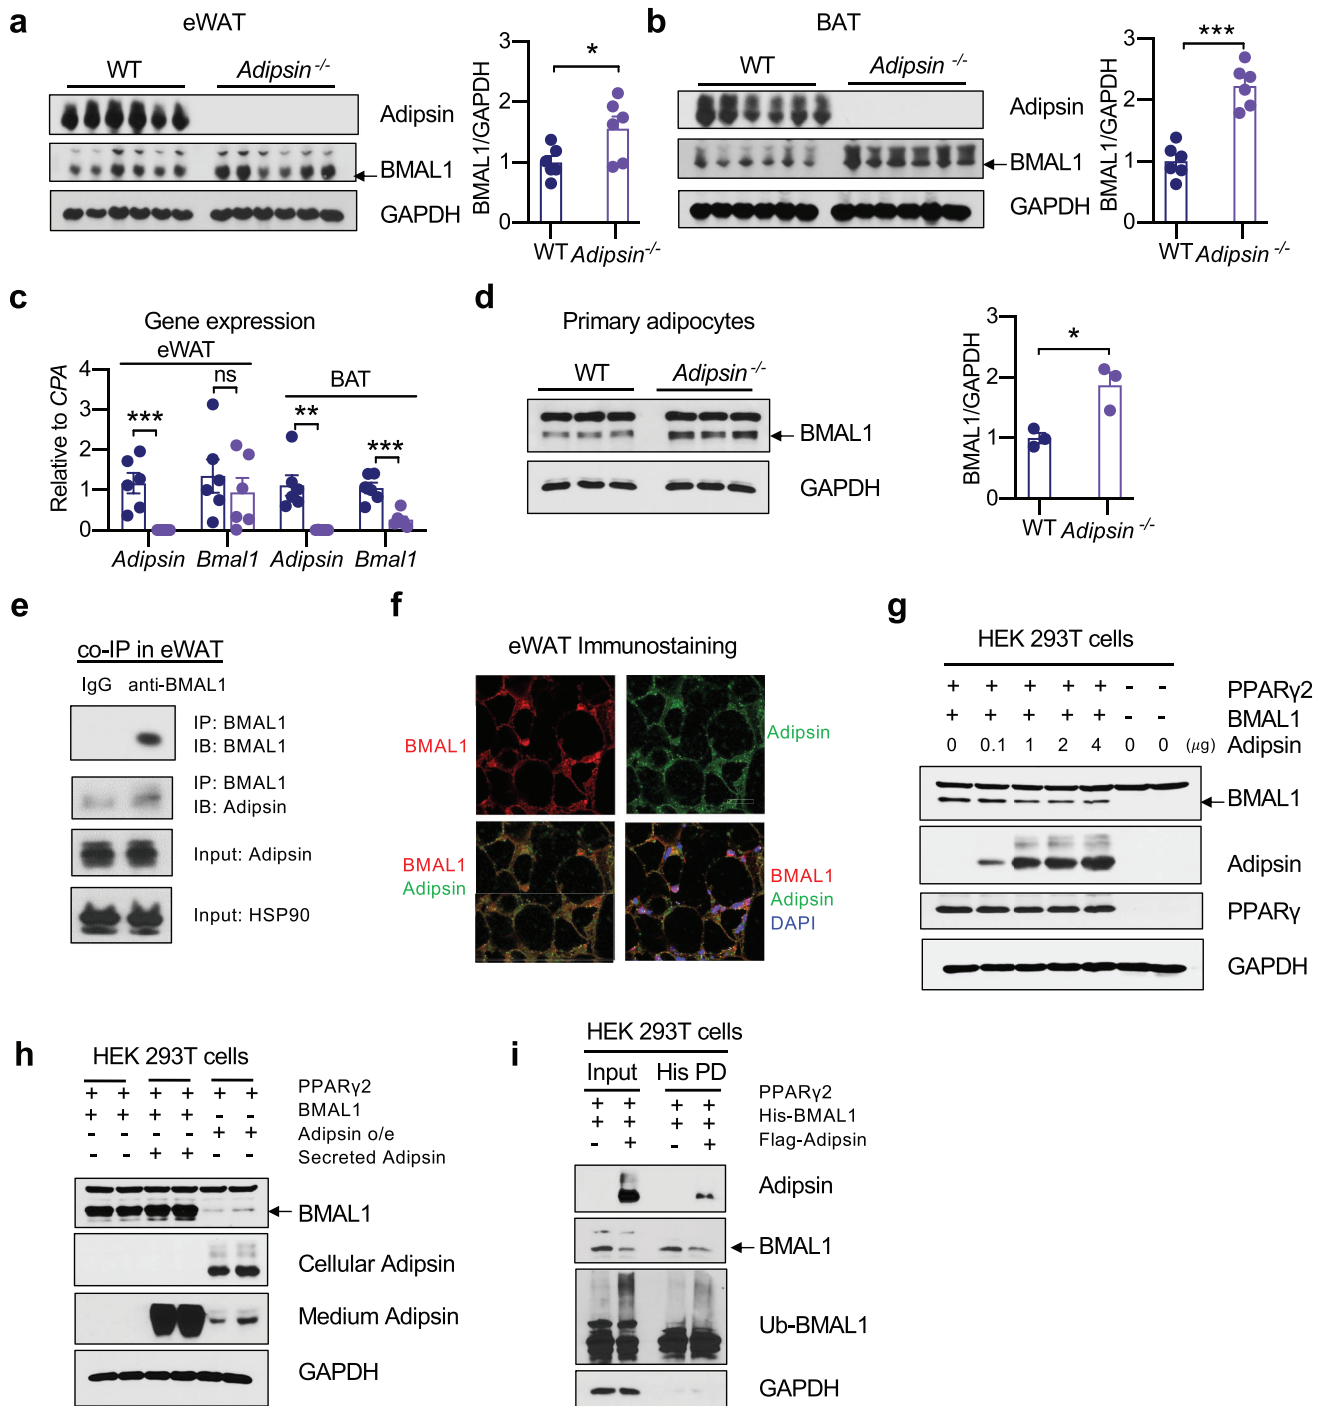 a
eWAT
WT Adipsin-/-
Adipsin
BMAL1
GAPDH
BMAL1/GAPDH
3
2
1
0
*
WT Adipsin-/-
b
BAT
WT Adipsin-/-
Adipsin
BMAL1
GAPDH
BMAL1/GAPDH
3
2
1
0
***
WT Adipsin-/-
c
Gene expression
eWAT
BAT
Relative to CPA
4
3
2
1
0
***
ns
**
***
Adipsin Bmal1 Adipsin Bmal1
d
Primary adipocytes
WT Adipsin-/-
BMAL1
GAPDH
BMAL1/GAPDH
3
2
1
0
*
WT Adipsin-/-
e
co-IP in eWAT
IgG anti-BMAL1
IP: BMAL1
IB: BMAL1
IP: BMAL1
IB: Adipsin
Input: Adipsin
Input: HSP90
f
eWAT Immunostaining
BMAL1
Adipsin
BMAL1
Adipsin
BMAL1
Adipsin
DAPI
g
HEK 293T cells
+ + + + + - - PPARγ2
+ + + + + - - BMAL1
0 0.1 1 2 4 0 0 (μg) Adipsin
BMAL1
Adipsin
PPARγ
GAPDH
h
HEK 293T cells
+ + + + + + PPARγ2
+ + + + - - BMAL1
- - - - + + Adipsin o/e
- - + + - - Secreted Adipsin
BMAL1
Cellular Adipsin
Medium Adipsin
GAPDH
i
HEK 293T cells
Input His PD
+ + + + PPARγ2
+ + + + His-BMAL1
- + - + Flag-Adipsin
Adipsin
BMAL1
Ub-BMAL1
GAPDH